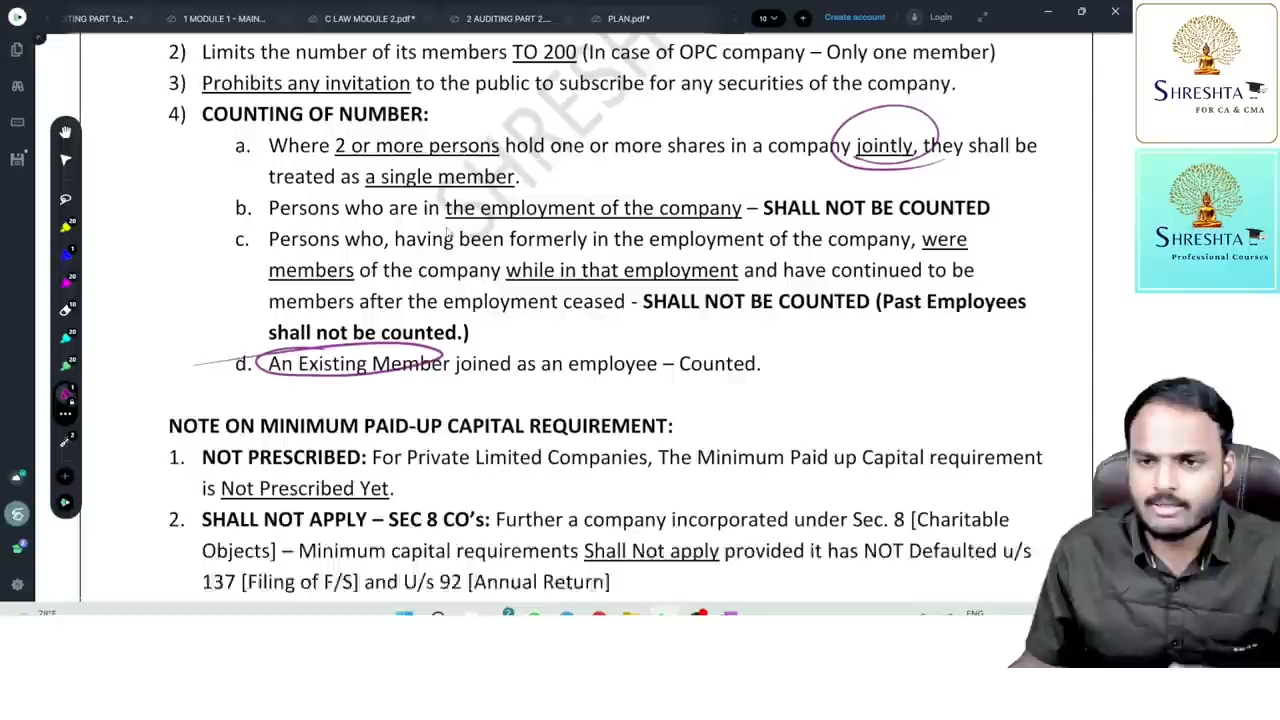 TING PART 1.p...*
1 MODULE 1 - MAIN...
C LAW MODULE 2.pdf*
2 AUDITING PART 2....
PLAN.pdf*
10
Create account
Login
2) Limits the number of its members TO 200 (In case of OPC company – Only one member)
3) Prohibits any invitation to the public to subscribe for any securities of the company.
4) COUNTING OF NUMBER:
a. Where 2 or more persons hold one or more shares in a company jointly, they shall be
treated as a single member.
b. Persons who are in the employment of the company – SHALL NOT BE COUNTED
c. Persons who, having been formerly in the employment of the company, were
members of the company while in that employment and have continued to be
members after the employment ceased - SHALL NOT BE COUNTED (Past Employees
shall not be counted.)
d. An Existing Member joined as an employee – Counted.
NOTE ON MINIMUM PAID-UP CAPITAL REQUIREMENT:
1. NOT PRESCRIBED: For Private Limited Companies, The Minimum Paid up Capital requirement
is Not Prescribed Yet.
2. SHALL NOT APPLY – SEC 8 CO's: Further a company incorporated under Sec. 8 [Charitable
Objects] – Minimum capital requirements Shall Not apply provided it has NOT Defaulted u/s
137 [Filing of F/S] and U/s 92 [Annual Return]
SHRESH
78°F
ENG
SHRESHTA
FOR CA & CMA
SHRESHTA
Professional Courses